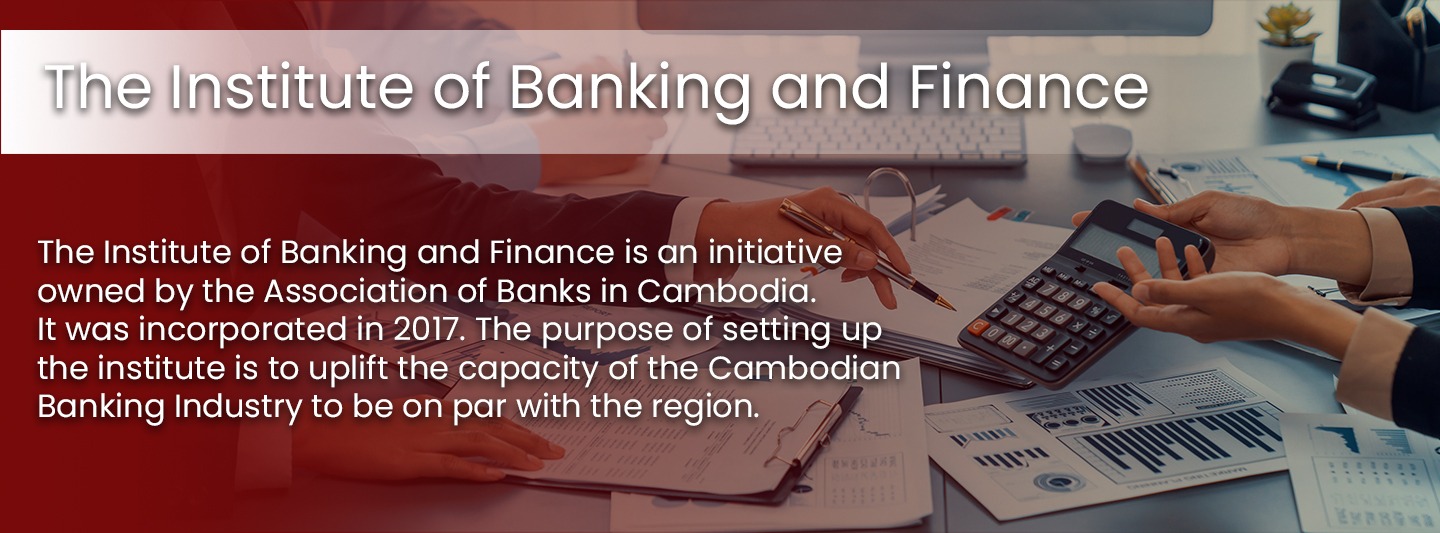 The Institute of Banking and Finance
The Institute of Banking and Finance is an initiative
owned by the Association of Banks in Cambodia.
It was incorporated in 2017. The purpose of setting up
the institute is to uplift the capacity of the Cambodian
Banking Industry to be on par with the region.
MARKETING PLANNING